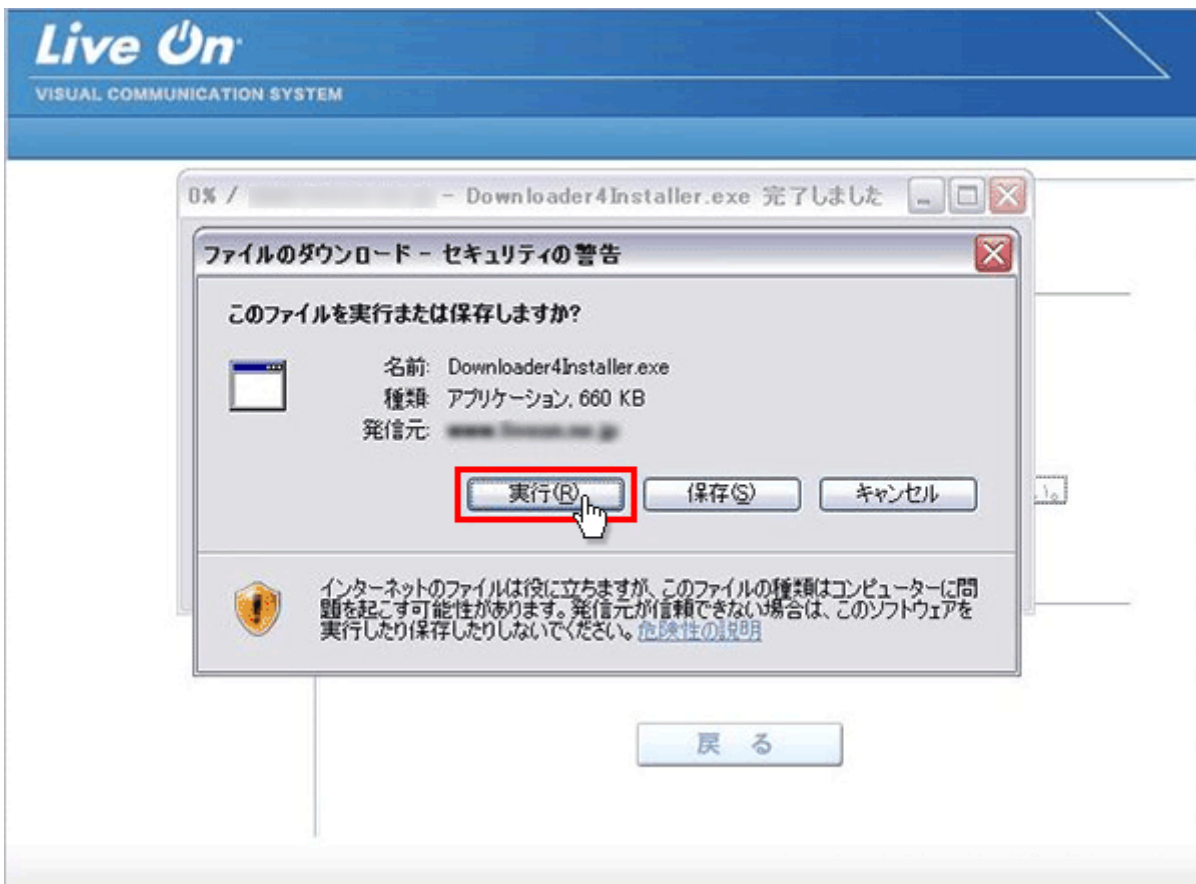 Live On
VISUAL COMMUNICATION SYSTEM
0% / - Downloader4Installer.exe 完了しました
ファイルのダウンロード - セキュリティの警告
このファイルを実行または保存しますか?
名前: Downloader4Installer.exe
種類: アプリケーション, 660 KB
発信元:
実行(R) 保存(S) キャンセル
い。
インターネットのファイルは役に立ちますが、このファイルの種類はコンピューターに問
題を起こす可能性があります。発信元が信頼できない場合は、このソフトウェアを
実行したり保存したりしないでください。危険性の説明
戻る